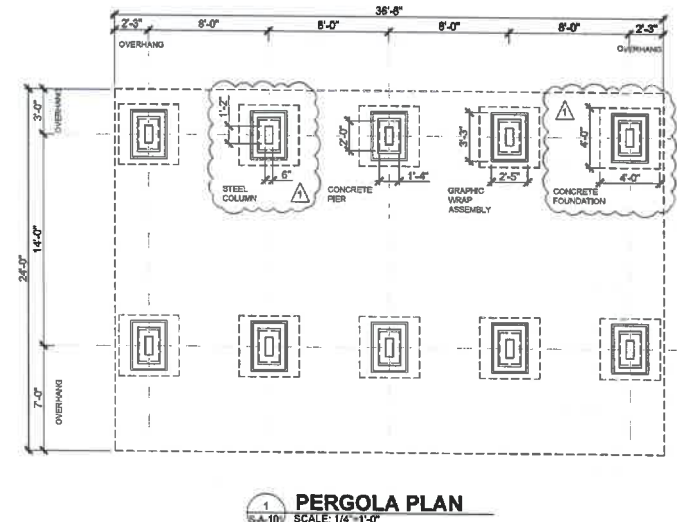 36'-6"
2'-3"
8'-0"
8'-0"
8'-0"
8'-0"
2'-3"
OVERHANG
OVERHANG
3'-0"
OVERHANG
1'-2"
2'-0"
3'-3"
1
4'-0"
6"
1'-4"
2'-5"
4'-0"
STEEL
COLUMN
1
CONCRETE
PIER
GRAPHIC
WRAP
ASSEMBLY
CONCRETE
FOUNDATION
24'-0"
14'-0"
7'-0"
OVERHANG
1
PERGOLA PLAN
SCALE: 1/4"=1'-0"